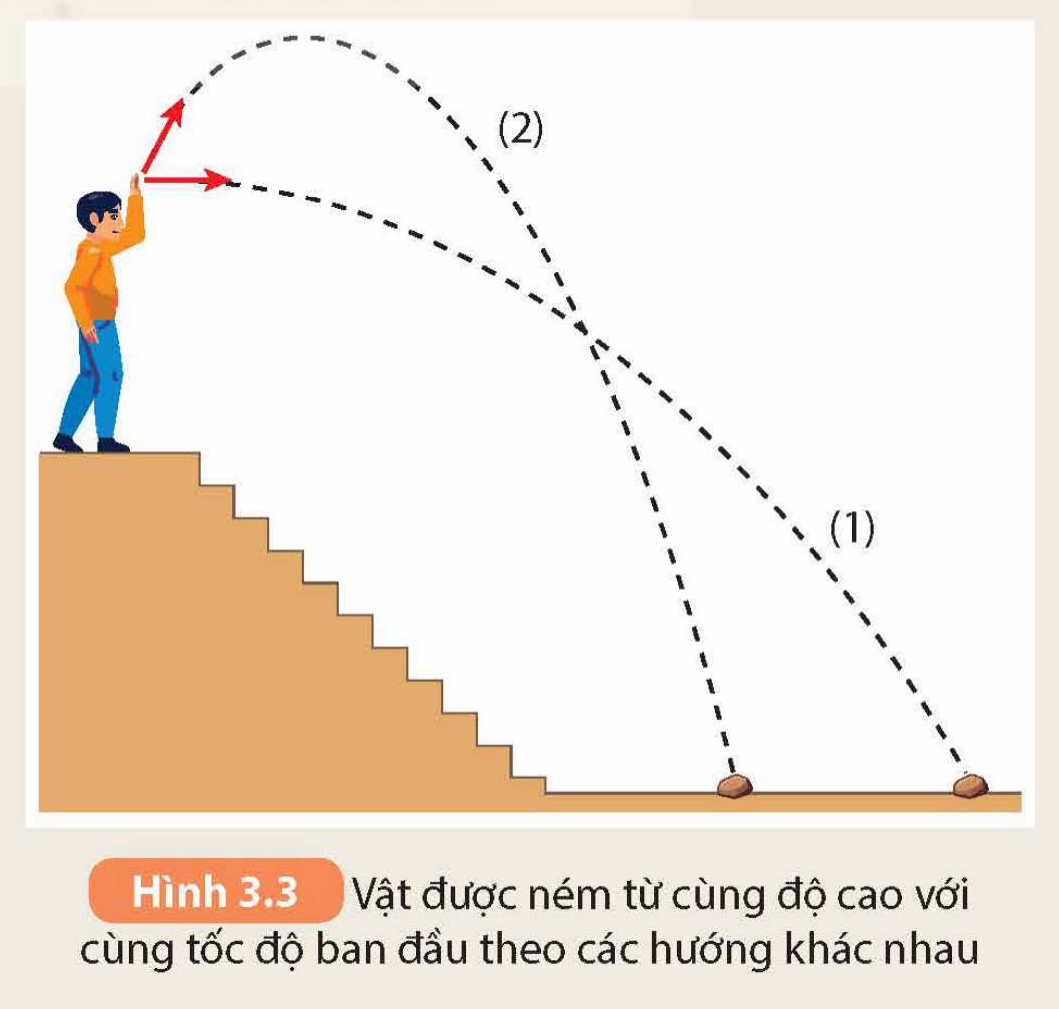 (2)
(1)
Hình 3.3 Vật được ném từ cùng độ cao với
cùng tốc độ ban đầu theo các hướng khác nhau